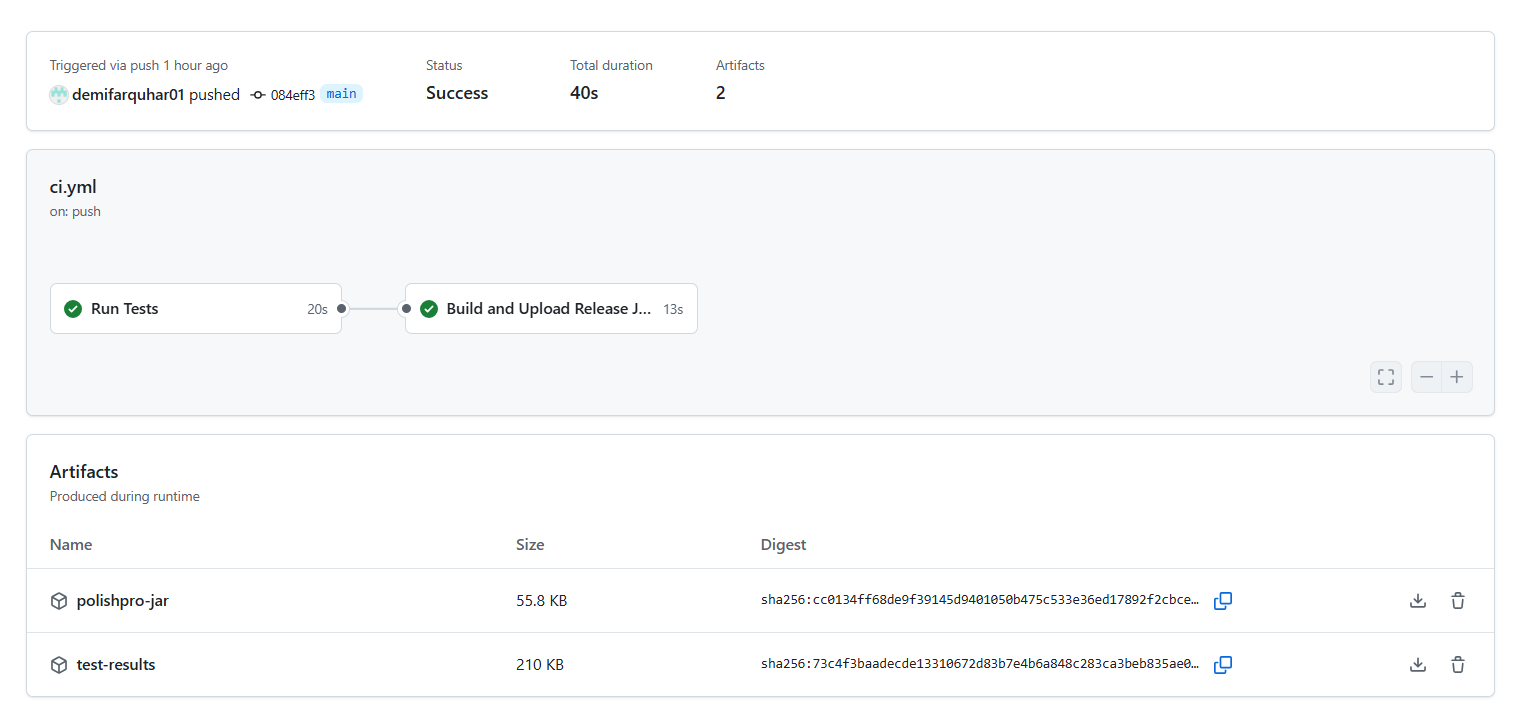 Triggered via push 1 hour ago
demifarquhar01 pushed 084eff3 main
Status
Success
Total duration
40s
Artifacts
2
ci.yml
on: push
Run Tests 20s
Build and Upload Release J... 13s
Artifacts
Produced during runtime
Name Size Digest
polishpro-jar 55.8 KB sha256:cc0134ff68de9f39145d9401050b475c533e36ed17892f2cbce…
test-results 210 KB sha256:73c4f3baadecde13310672d83b7e4b6a848c283ca3beb835ae0…